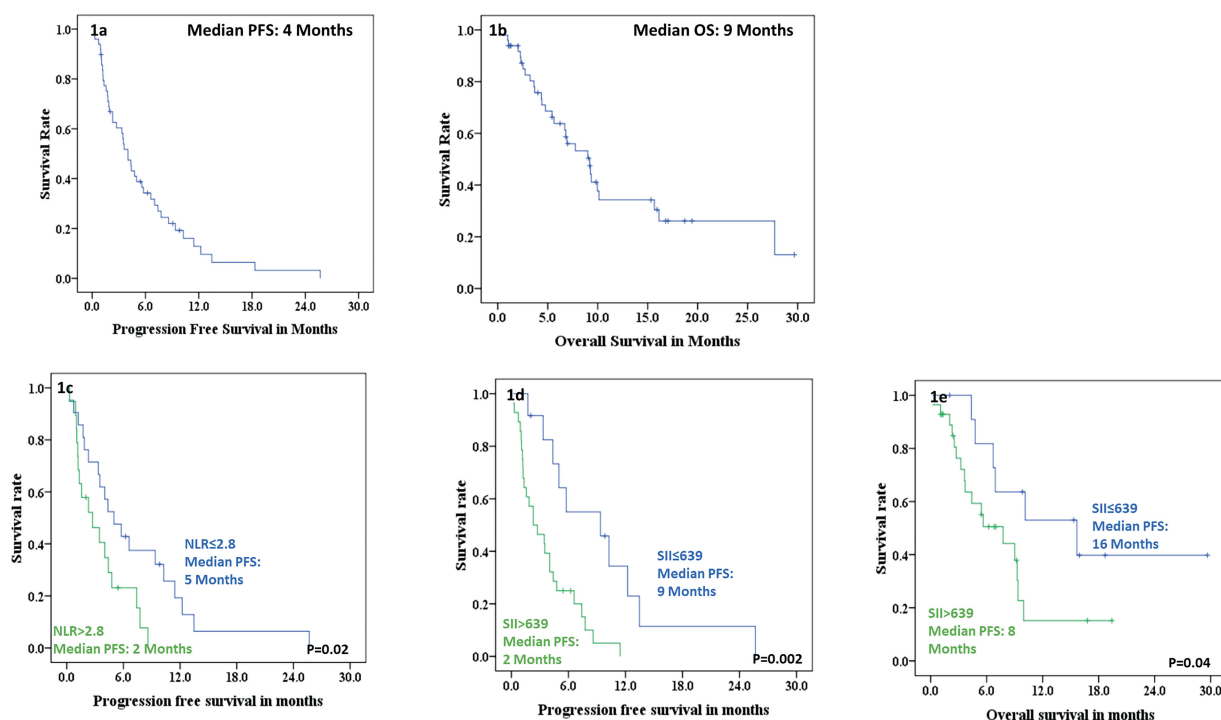 1a
Median PFS: 4 Months
Survival Rate
1.0
0.8
0.6
0.4
0.2
0.0
0.0 6.0 12.0 18.0 24.0 30.0
Progression Free Survival in Months
1b
Median OS: 9 Months
Survival Rate
1.0
0.8
0.6
0.4
0.2
0.0
0.0 5.0 10.0 15.0 20.0 25.0 30.0
Overall Survival in Months
1c
Survival rate
1.0
0.8
0.6
0.4
0.2
0.0
NLR≤2.8
Median PFS:
5 Months
NLR>2.8
Median PFS: 2 Months
P=0.02
0.0 6.0 12.0 18.0 24.0 30.0
Progression free survival in months
1d
Survival rate
1.0
0.8
0.6
0.4
0.2
0.0
SII≤639
Median PFS:
9 Months
SII>639
Median PFS:
2 Months
P=0.002
0.0 6.0 12.0 18.0 24.0 30.0
Progression free survival in months
1e
Survival rate
1.0
0.8
0.6
0.4
0.2
0.0
SII≤639
Median PFS:
16 Months
SII>639
Median PFS: 8
Months
P=0.04
0.0 6.0 12.0 18.0 24.0 30.0
Overall survival in months